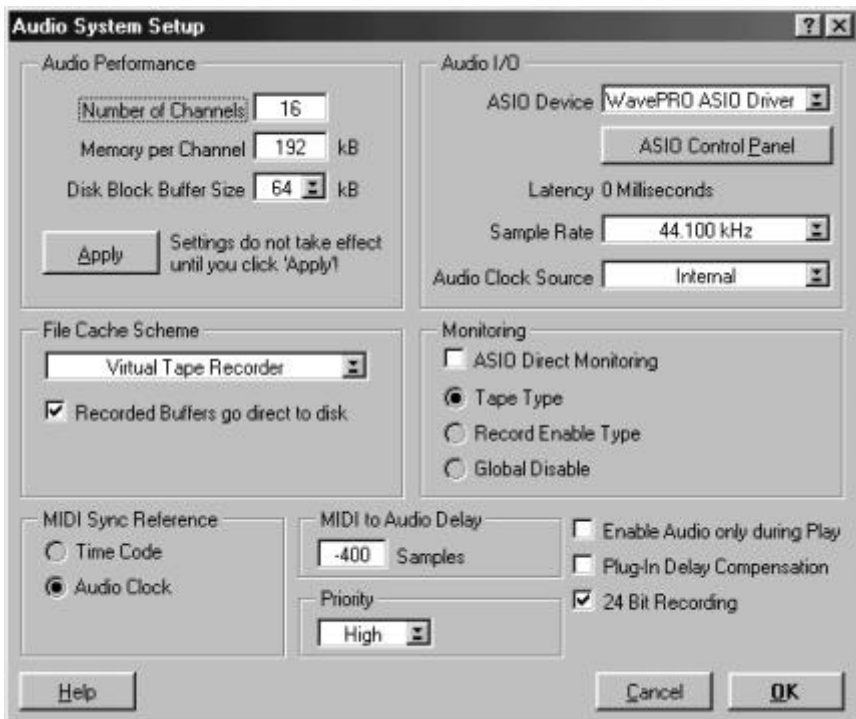 Audio System Setup
Audio Performance
Number of Channels 16
Memory per Channel 192 kB
Disk Block Buffer Size 64 kB
Apply
Settings do not take effect
until you click 'Apply'!
Audio I/O
ASIO Device WavePRO ASIO Driver
ASIO Control Panel
Latency 0 Milliseconds
Sample Rate 44.100 kHz
Audio Clock Source Internal
File Cache Scheme
Virtual Tape Recorder
Recorded Buffers go direct to disk
Monitoring
ASIO Direct Monitoring
Tape Type
Record Enable Type
Global Disable
MIDI Sync Reference
Time Code
Audio Clock
MIDI to Audio Delay
-400 Samples
Priority
High
Enable Audio only during Play
Plug-In Delay Compensation
24 Bit Recording
Help
Cancel
OK